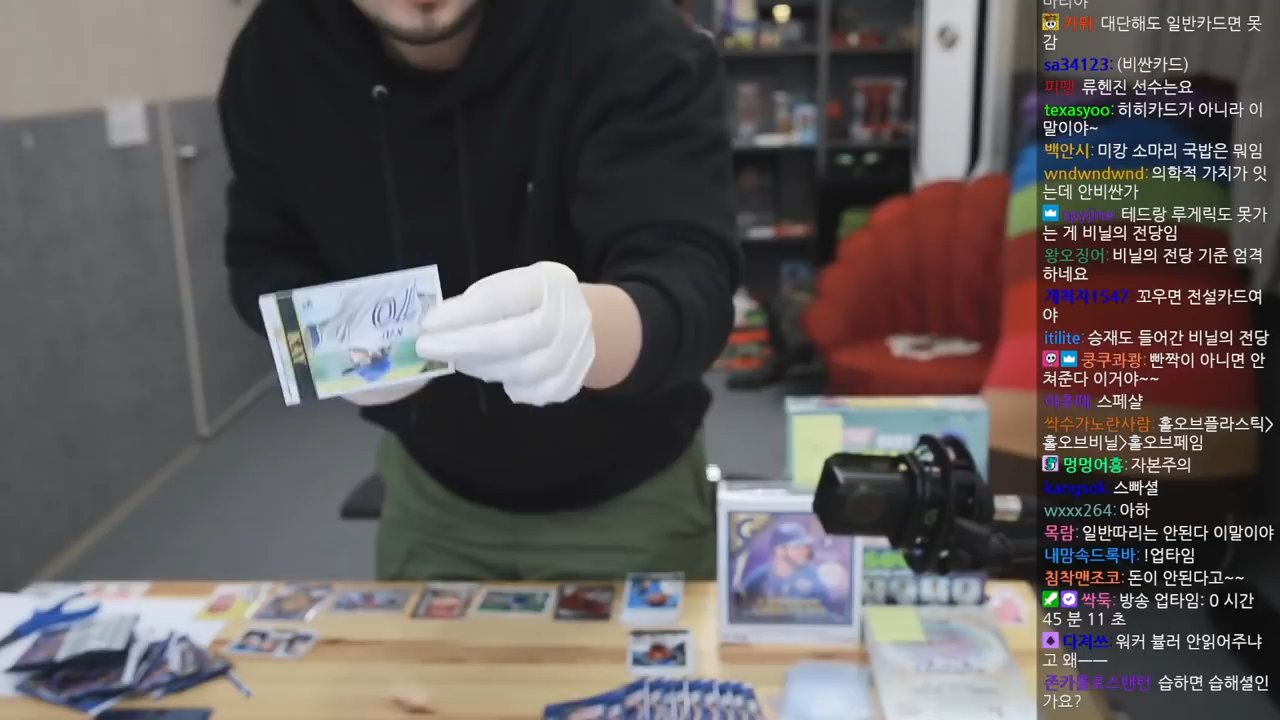 마리아
대단해도 일반카드면 못
감
sa34123: (비싼카드)
류헨진 선수는요
texasyoo: 히히카드가 아니라 이
말이야~
백안시: 미캉 소마리 국밥은 뭐임
wndwndwnd: 의학적 가치가 잇
는데 안비싼가
spyjine 테드랑 루게릭도 못가
는 게 비닐의 전당임
왕오징어: 비닐의 전당 기준 엄격
하네요
개척자1547: 꼬우면 전설카드여
야
itilite: 승재도 들어간 비닐의 전당
쿵쿠콰쾅: 빤짝이 아니면 안
쳐준다 이거야~~
스페샬
싹수가노란사람: 홀오브플라스틱>
홀오브비닐>홀오브페임
멍멍어흥: 자본주의
kangsok: 스빠셜
wxxx264: 아하
목람: 일반따리는 안된다 이말이야
내맘속드록바: !업타임
침착맨조코: 돈이 안된다고~~
싹둑: 방송 업타임: 0 시간
45 분 11 초
다저쓰: 워커 뷸러 안읽어주냐
고 왜ㅡㅡ
존카를로스탠턴 습하면 습해셜인
가요?